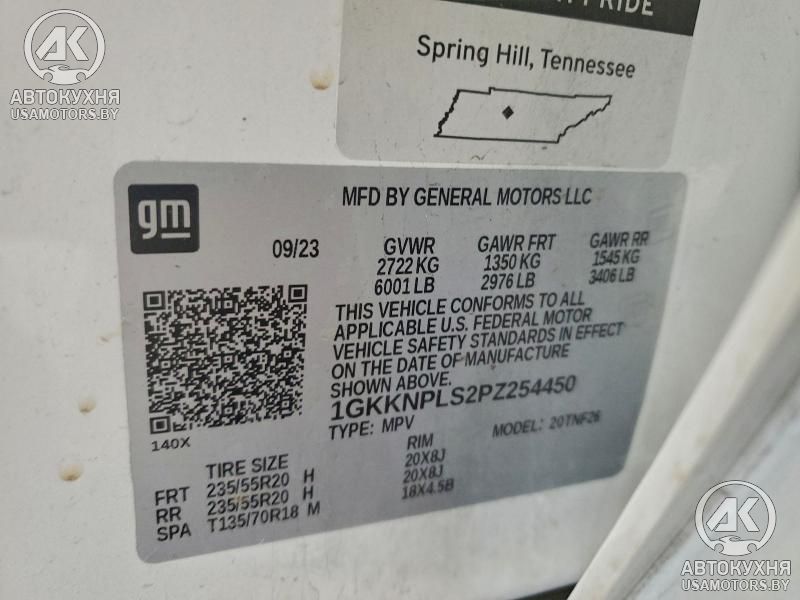 PRIDE
Spring Hill, Tennessee
AK
АВТОКУХНЯ
USAMOTORS.BY
gm
MFD BY GENERAL MOTORS LLC
09/23 GVWR GAWR FRT GAWR RR
2722 KG 1350 KG 1545 KG
6001 LB 2976 LB 3406 LB
THIS VEHICLE CONFORMS TO ALL
APPLICABLE U.S. FEDERAL MOTOR
VEHICLE SAFETY STANDARDS IN EFFECT
ON THE DATE OF MANUFACTURE
SHOWN ABOVE.
1GKKNPLS2PZ254450
TYPE: MPV MODEL: 20TNF26
140X
TIRE SIZE RIM
FRT 235/55R20 H 20X8J
RR 235/55R20 H 20X8J
SPA T135/70R18 M 18X4.5B
AK
АВТОКУХНЯ
USAMOTORS.BY